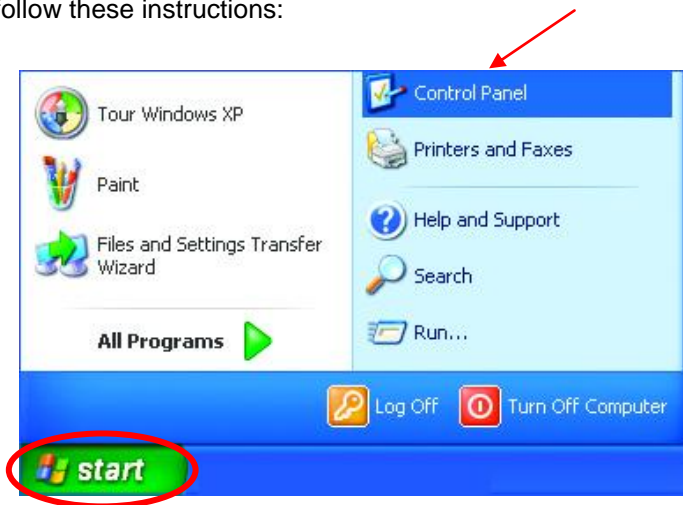 follow these instructions:
Tour Windows XP
Paint
Files and Settings Transfer
Wizard
All Programs
Control Panel
Printers and Faxes
Help and Support
Search
Run...
Log Off
Turn Off Computer
start